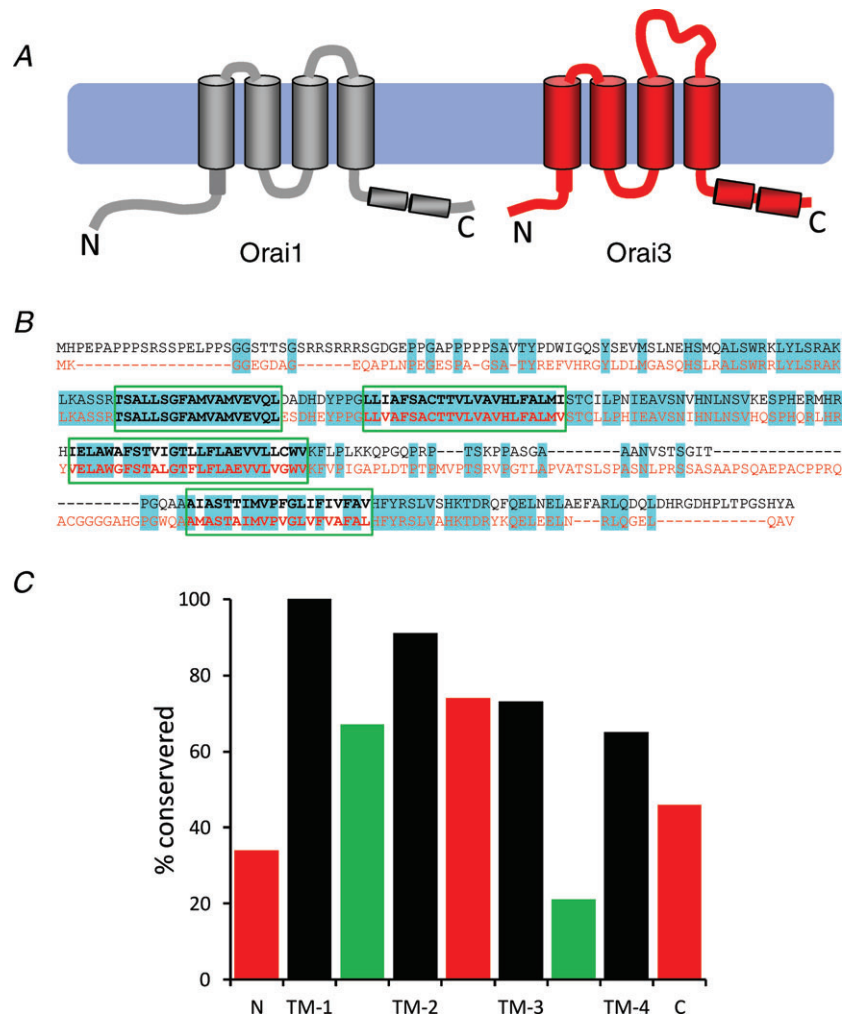 A
N
C
Orai1
N
C
Orai3
B
MHPEPAPPPSRSSPELPPSGGSTTSGSRRSRRRSGDGEPPGAPPPPPSAVTYPDWIGQSYSEVMSLNEHSMQALSWRKLYLSRAK
MK-----------------GGEGDAG------EQAPLNPEGESPA-GSA-TYREFVHRGYLDLMGASQHSLRALSWRRLYLSRAK
LKASSRTSALLSGFAMVAMVEVQLDADHDYPPGLLIAFSACTTVLVAVHLFALMISTCILPNIEAVSNVHNLNSVKESPHERMHR
LKASSRTSALLSGFAMVAMVEVQLESDHEYPPGLLVAFSACTTVLVAVHLFALMVSTCLLPHIEAVSNIHNLNSVHQSPHQRLHR
HIELAWAFSTVIGTLLFLAEVVLLCWVKFLPLKKQPGQPRP---TSKPPASGA--------AANVSTSGIT--------------
YVELAWGFSTALGTFLFLAEVVLVGWVKFVPIGAPLDTPTPMVPTSRVPGTLAPVATSLSPASNLPRSSASAAPSQAEPACPPRQ
---------PGQAAAIASTTIMVPFGLIFIVFAVHFYRSLVSHKTDRQFQELNELAEFARLQDQLDHRGDHPLTPGSHYA
ACGGGGAHGPGWQAAMASTAIMVPVGLVFVAFALHFYRSLVAHKTDRYKQELEELN---RLQGEL------------QAV
C
% conservered
100
80
60
40
20
0
N TM-1 TM-2 TM-3 TM-4 C